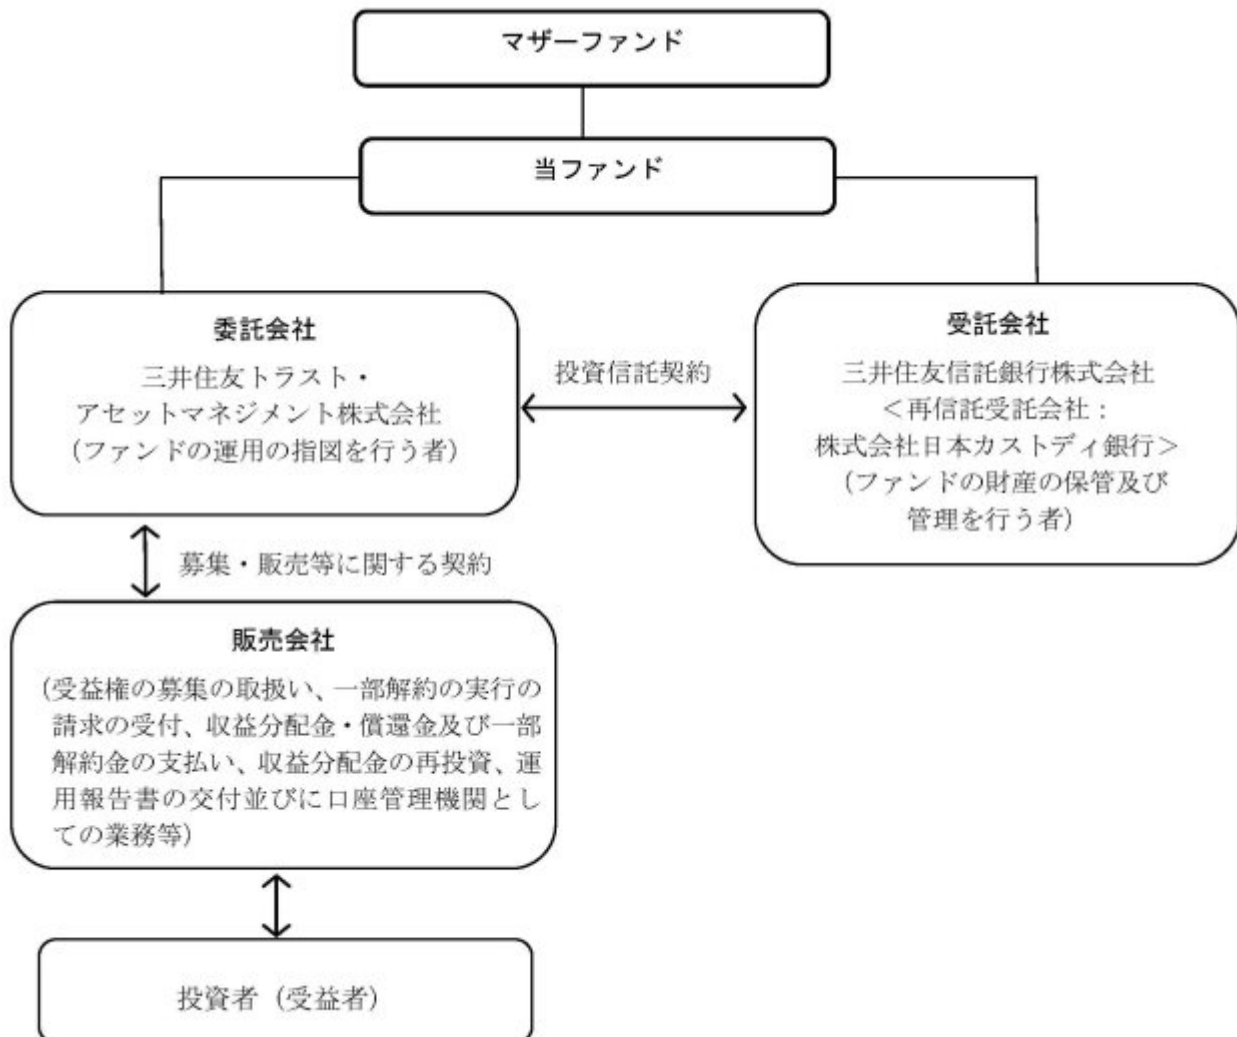 マザーファンド
当ファンド
委託会社
三井住友トラスト・
アセットマネジメント株式会社
（ファンドの運用の指図を行う者）
投資信託契約
受託会社
三井住友信託銀行株式会社
＜再信託受託会社：
株式会社日本カストディ銀行＞
（ファンドの財産の保管及び
管理を行う者）
募集・販売等に関する契約
販売会社
（受益権の募集の取扱い、一部解約の実行の
請求の受付、収益分配金・償還金及び一部
解約金の支払い、収益分配金の再投資、運
用報告書の交付並びに口座管理機関とし
ての業務等）
投資者（受益者）